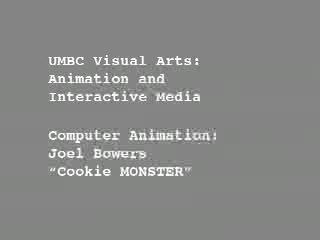 UMBC Visual Arts:
Animation and
Interactive Media
Computer Animation:
Joel Bowers
“Cookie MONSTER”